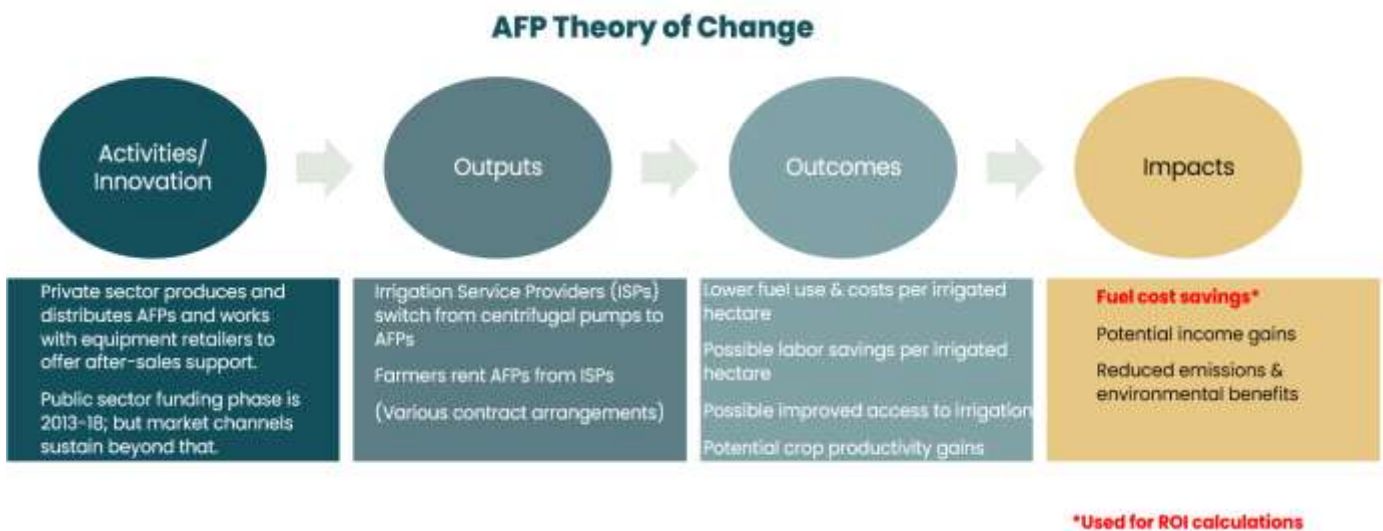 AFP Theory of Change
Activities/
Innovation
Outputs
Outcomes
Impacts
Private sector produces and
distributes AFPs and works
with equipment retailers to
offer after-sales support.
Public sector funding phase is
2013-18; but market channels
sustain beyond that.
Irrigation Service Providers (ISPs)
switch from centrifugal pumps to
AFPs
Farmers rent AFPs from ISPs
(Various contract arrangements)
Lower fuel use & costs per irrigated
hectare
Possible labor savings per irrigated
hectare
Possible improved access to irrigation
Potential crop productivity gains
Fuel cost savings*
Potential income gains
Reduced emissions &
environmental benefits
*Used for ROI calculations